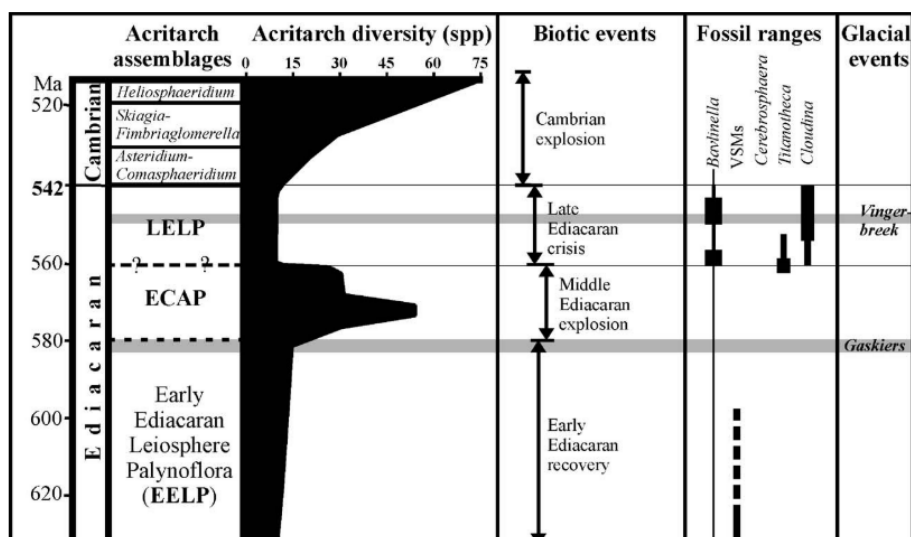 Acritarch assemblages
Acritarch diversity (spp)
Biotic events
Fossil ranges
Glacial events
0 15 30 45 60 75
Ma
520
542
560
580
600
620
Cambrian
Ediacaran
Heliosphaeridium
Skiagia-
Fimbriaglomerella
Asteridium-
Comasphaeridium
LELP
? ?
ECAP
Early
Ediacaran
Leiosphere
Palynoflora
(EELP)
Cambrian
explosion
Late
Ediacaran
crisis
Middle
Ediacaran
explosion
Early
Ediacaran
recovery
Bavlinella
VSMs
Cerebrosphaera
Titanotheca
Cloudina
Vinger-
breek
Gaskiers